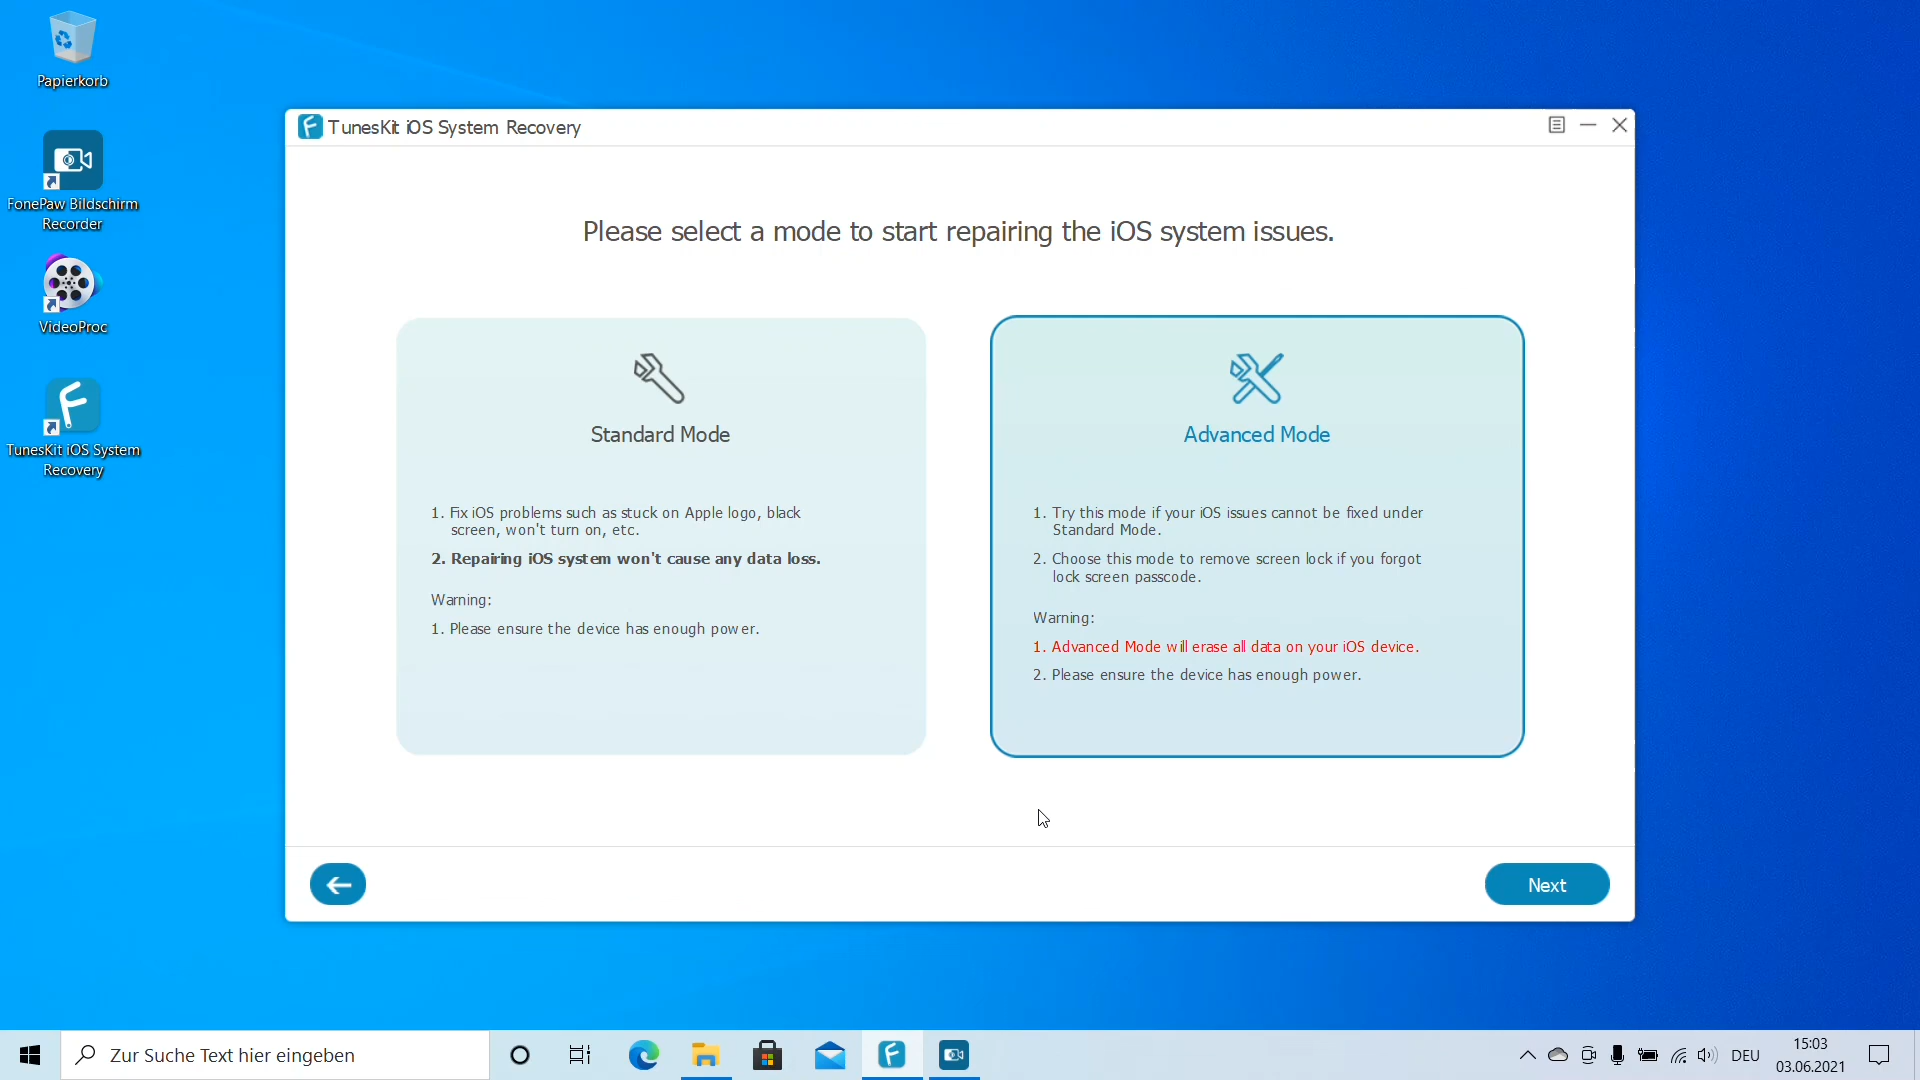 Papierkorb
FonePaw Bildschirm
Recorder
VideoProc
TunesKit iOS System
Recovery
TunesKit iOS System Recovery
Please select a mode to start repairing the iOS system issues.
Standard Mode
1. Fix iOS problems such as stuck on Apple logo, black
screen, won't turn on, etc.
2. Repairing iOS system won't cause any data loss.
Warning:
1. Please ensure the device has enough power.
Advanced Mode
1. Try this mode if your iOS issues cannot be fixed under
Standard Mode.
2. Choose this mode to remove screen lock if you forgot
lock screen passcode.
Warning:
1. Advanced Mode will erase all data on your iOS device.
2. Please ensure the device has enough power.
Next
Zur Suche Text hier eingeben
DEU
15:03
03.06.2021